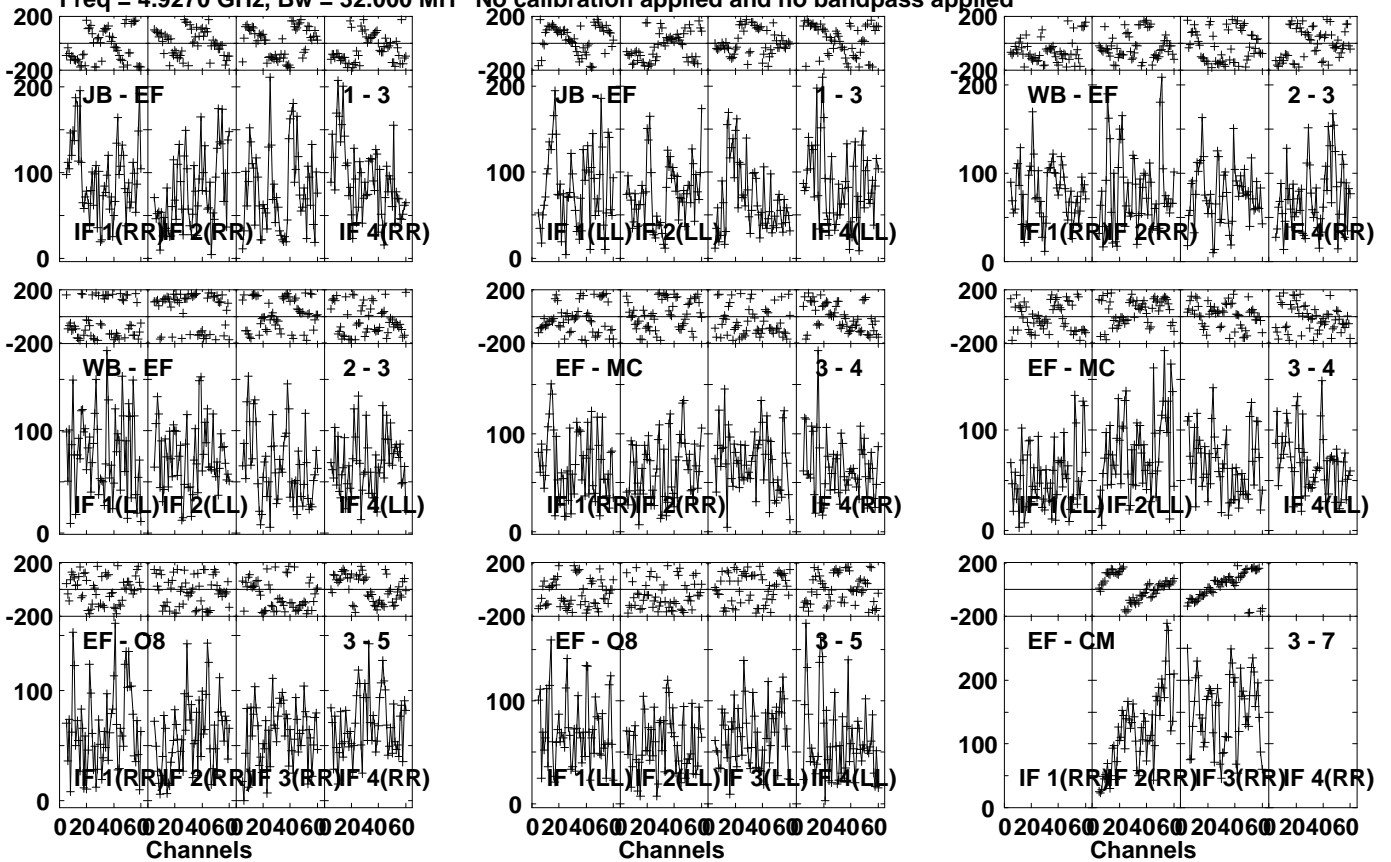 Freq = 4.9270 GHz, Bw = 32.000 MH No calibration applied and no bandpass applied
200
-200
200
100
0
JB - EF 1 - 3
IF 1(RR) IF 2(RR) IF 4(RR)
200
-200
200
100
0
JB - EF 1 - 3
IF 1(LL) IF 2(LL) IF 4(LL)
200
-200
200
100
0
WB - EF 2 - 3
IF 1(RR) IF 2(RR) IF 4(RR)
200
-200
100
0
WB - EF 2 - 3
IF 1(LL) IF 2(LL) IF 4(LL)
200
-200
100
0
EF - MC 3 - 4
IF 1(RR) IF 2(RR) IF 4(RR)
200
-200
100
0
EF - MC 3 - 4
IF 1(LL) IF 2(LL) IF 4(LL)
200
-200
100
0
EF - O8 3 - 5
IF 1(RR) IF 2(RR) IF 3(RR) IF 4(RR)
0 20 40 60 0 20 40 60 0 20 40 60 0 20 40 60
Channels
200
-200
100
0
EF - O8 3 - 5
IF 1(LL) IF 2(LL) IF 3(LL) IF 4(LL)
0 20 40 60 0 20 40 60 0 20 40 60 0 20 40 60
Channels
200
-200
200
100
0
EF - CM 3 - 7
IF 1(RR) IF 2(RR) IF 3(RR) IF 4(RR)
0 20 40 60 0 20 40 60 0 20 40 60 0 20 40 60
Channels